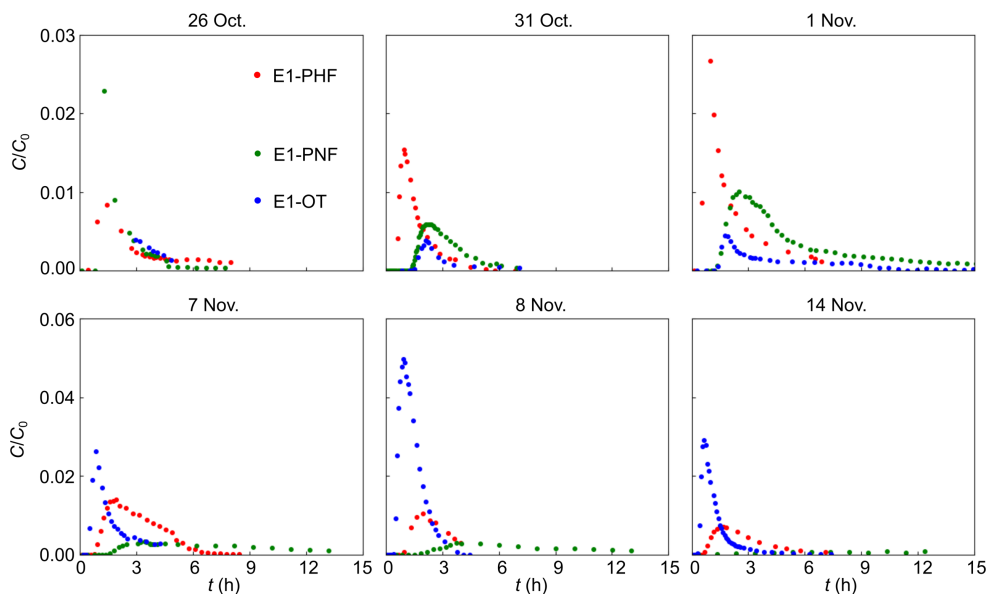 26 Oct.
31 Oct.
1 Nov.
0.03
0.02
0.01
0.00
C/C0
E1-PHF
E1-PNF
E1-OT
7 Nov.
8 Nov.
14 Nov.
0.06
0.04
0.02
0.00
C/C0
0 3 6 9 12 15
0 3 6 9 12 15
0 3 6 9 12 15
t (h)
t (h)
t (h)